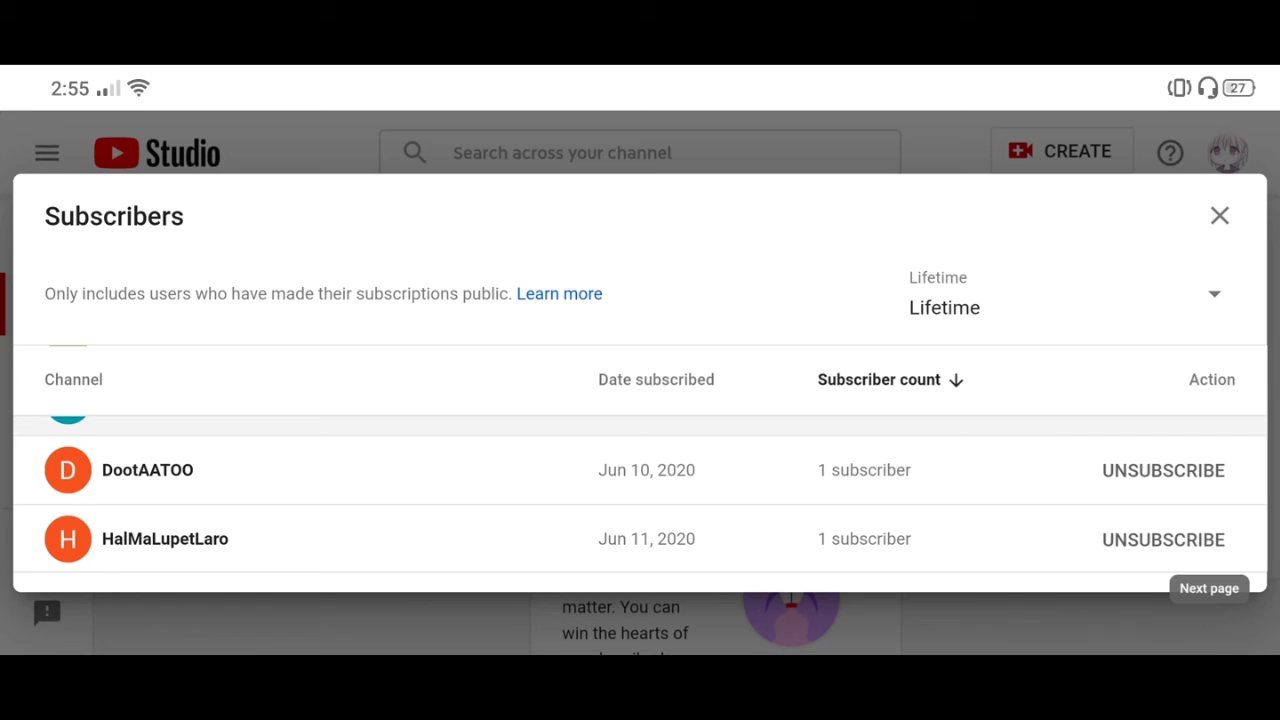 2:55
27
Studio
Search across your channel
CREATE
Subscribers
Only includes users who have made their subscriptions public. Learn more
Lifetime
Lifetime
Channel Date subscribed Subscriber count Action
D DootAATOO Jun 10, 2020 1 subscriber UNSUBSCRIBE
H HalMaLupetLaro Jun 11, 2020 1 subscriber UNSUBSCRIBE
Next page
matter. You can
win the hearts of